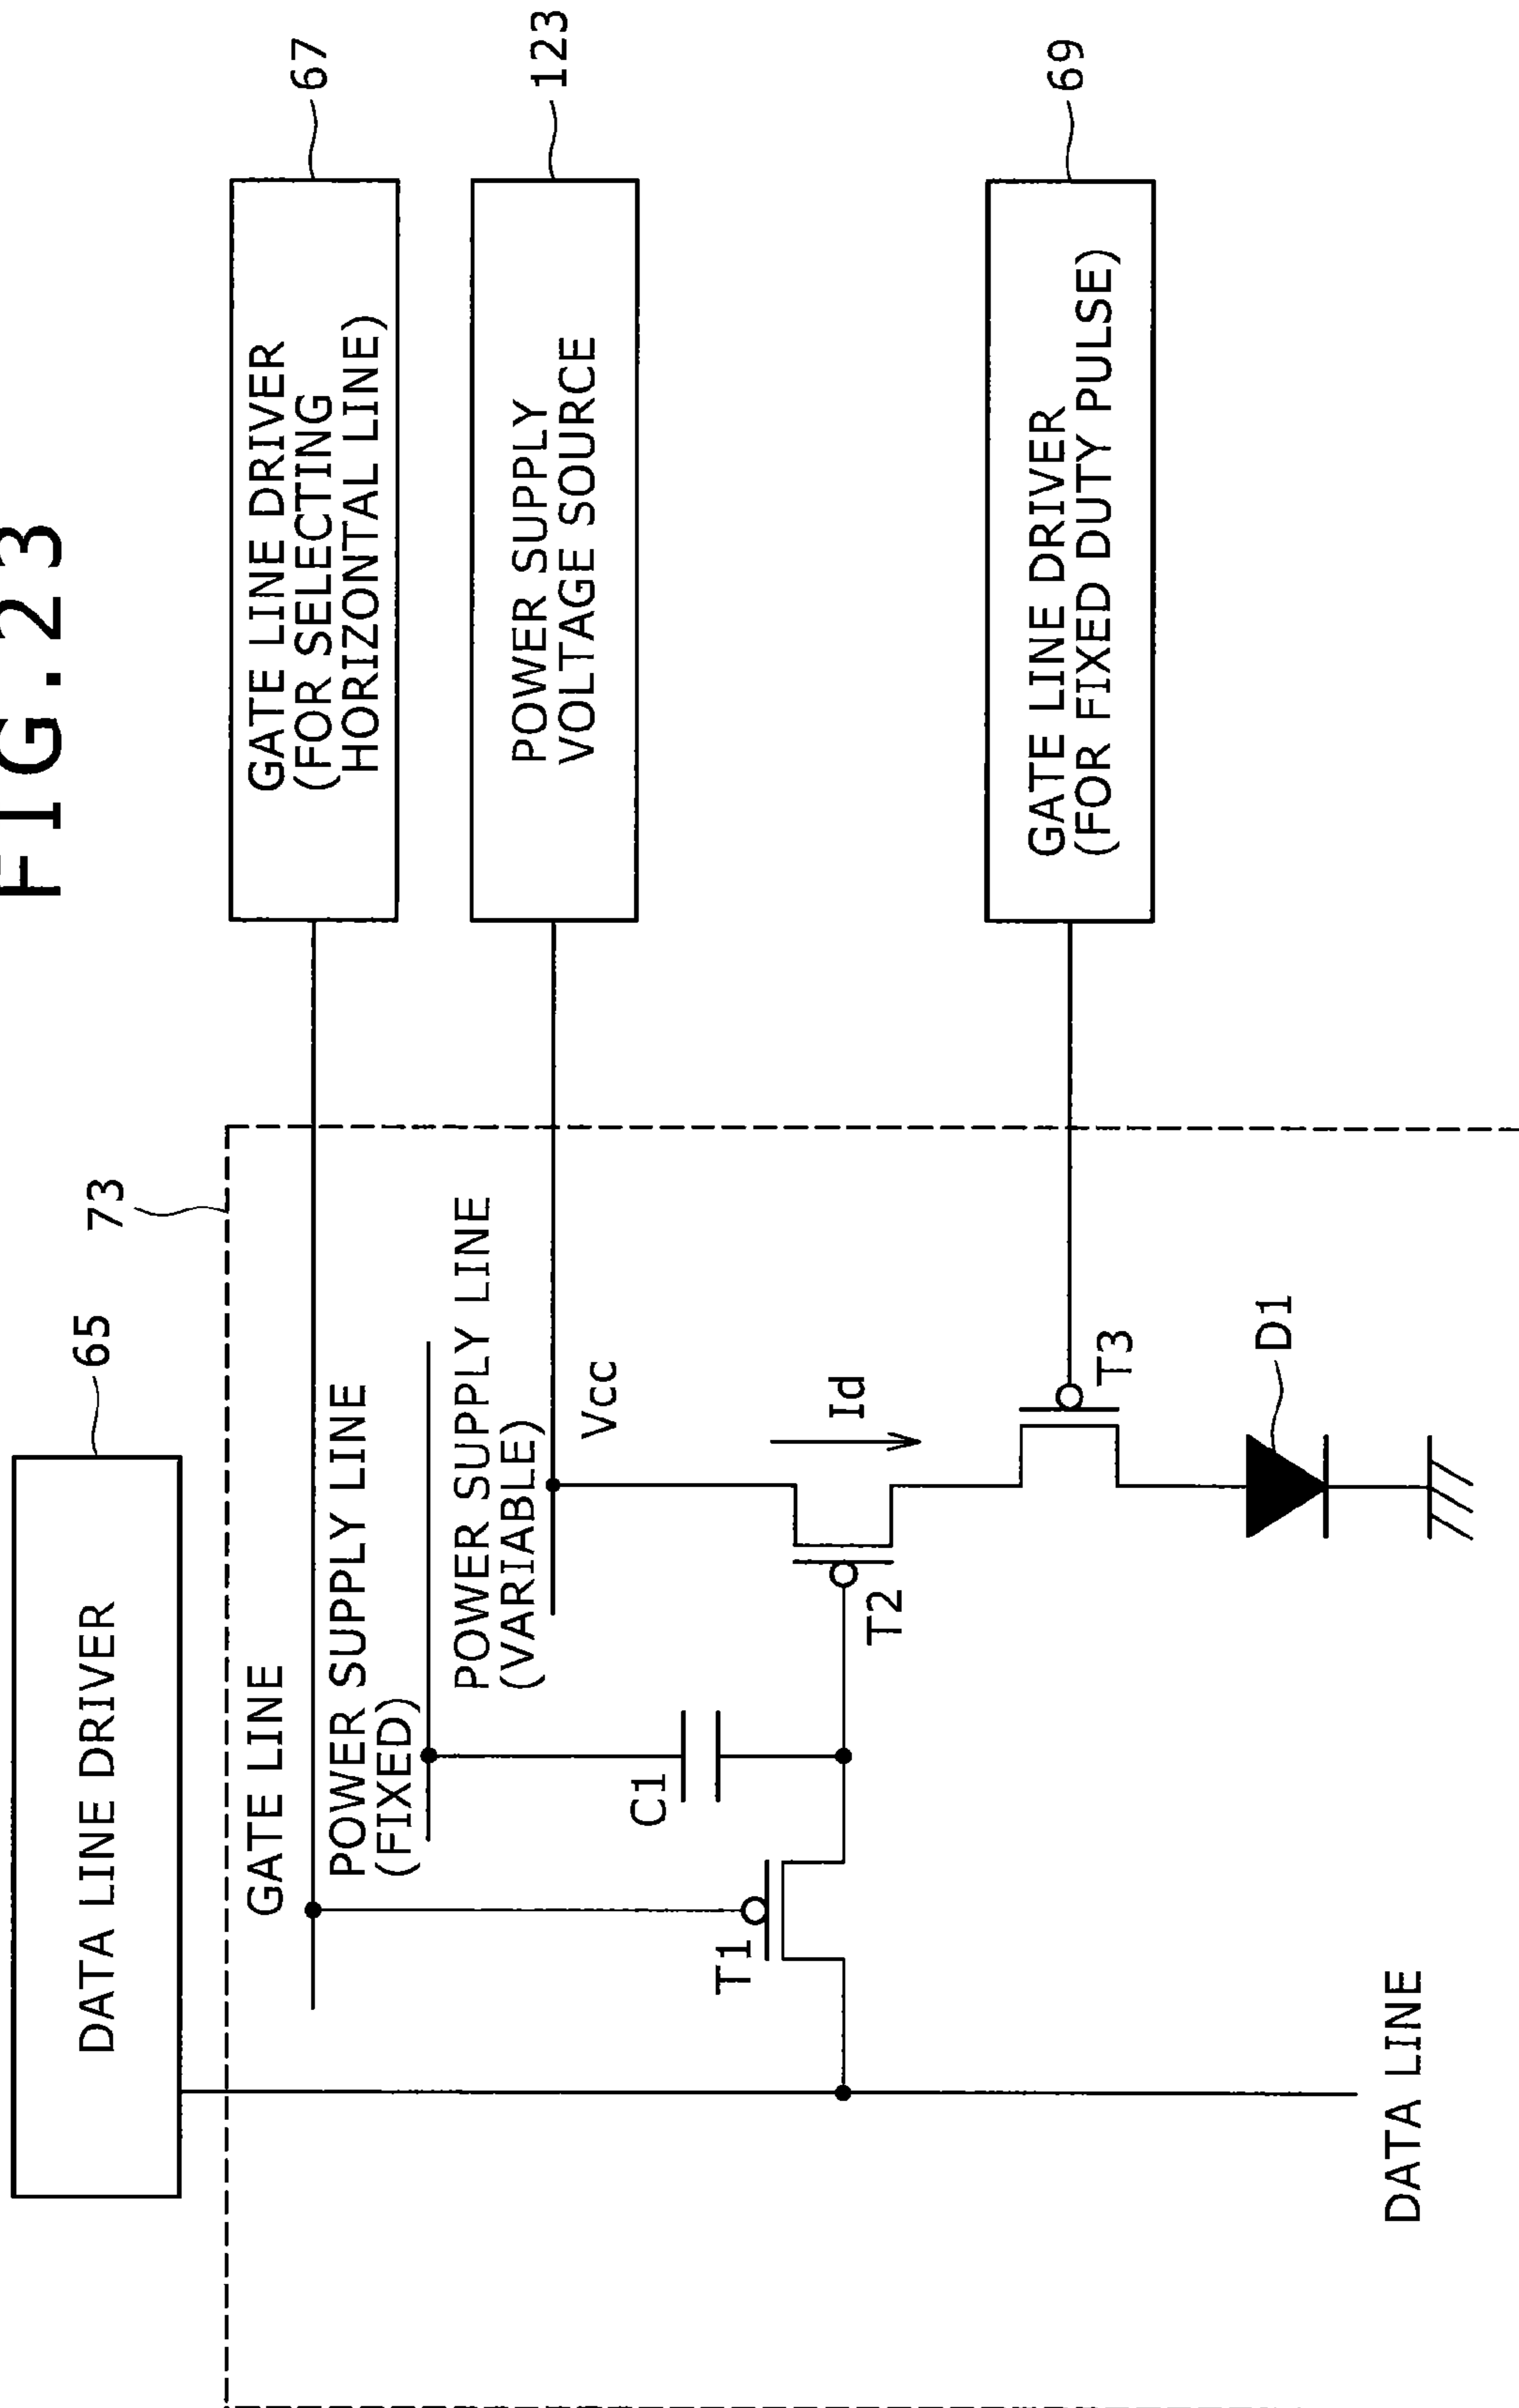 FIG.23
DATA LINE DRIVER
65
73
GATE LINE
POWER SUPPLY LINE
(FIXED)
POWER SUPPLY LINE
(VARIABLE)
Vcc
C1
T1
T2
Id
T3
D1
DATA LINE
GATE LINE DRIVER
(FOR SELECTING
HORIZONTAL LINE)
67
POWER SUPPLY
VOLTAGE SOURCE
123
GATE LINE DRIVER
(FOR FIXED DUTY PULSE)
69